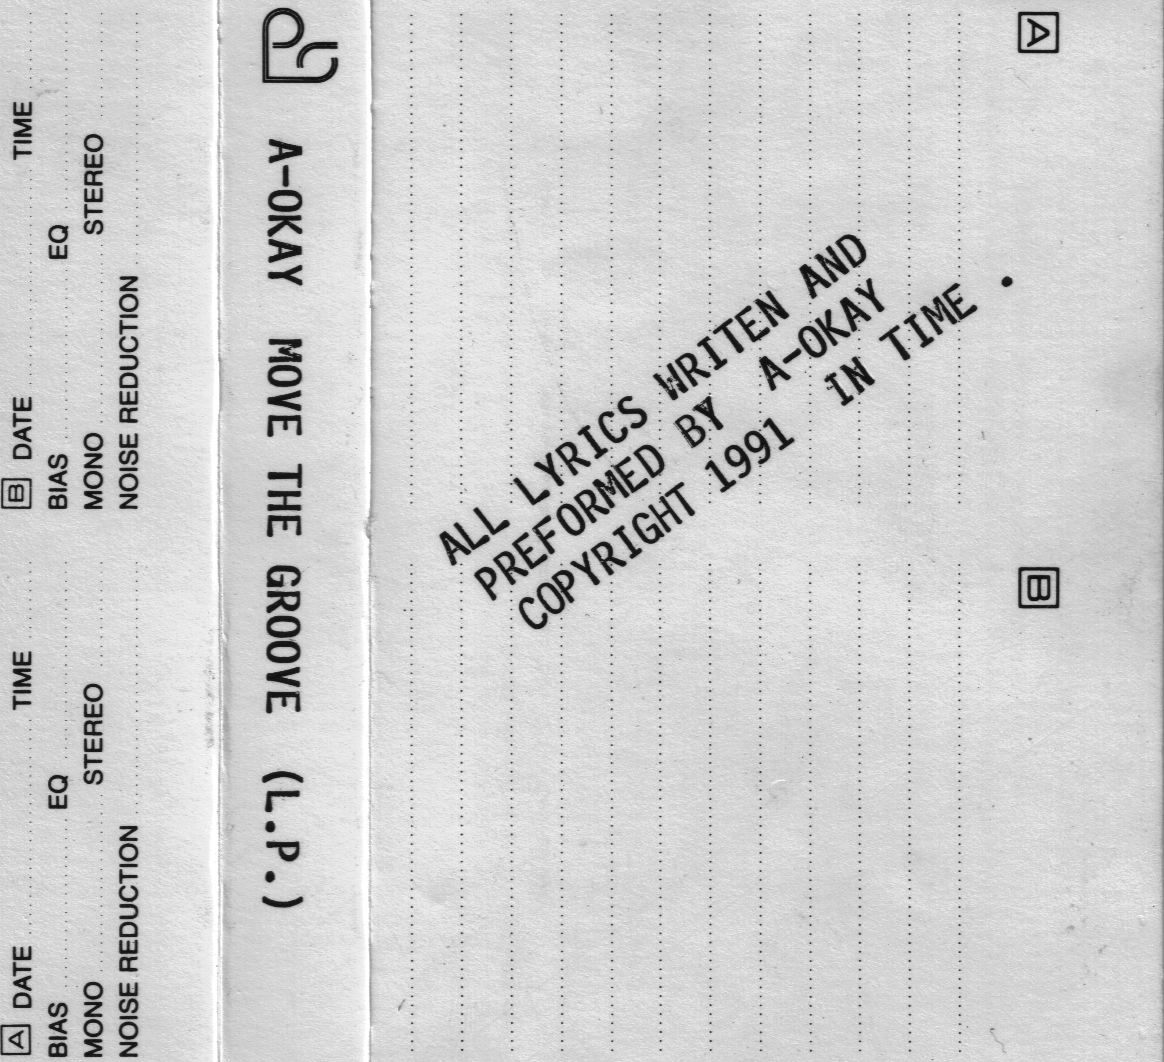 A-OKAY MOVE THE GROOVE (L.P.)
A
B
ALL LYRICS WRITEN AND
PREFORMED BY A-OKAY
COPYRIGHT 1991 IN TIME .
A DATE TIME
BIAS EQ
MONO STEREO
NOISE REDUCTION
B DATE TIME
BIAS EQ
MONO STEREO
NOISE REDUCTION